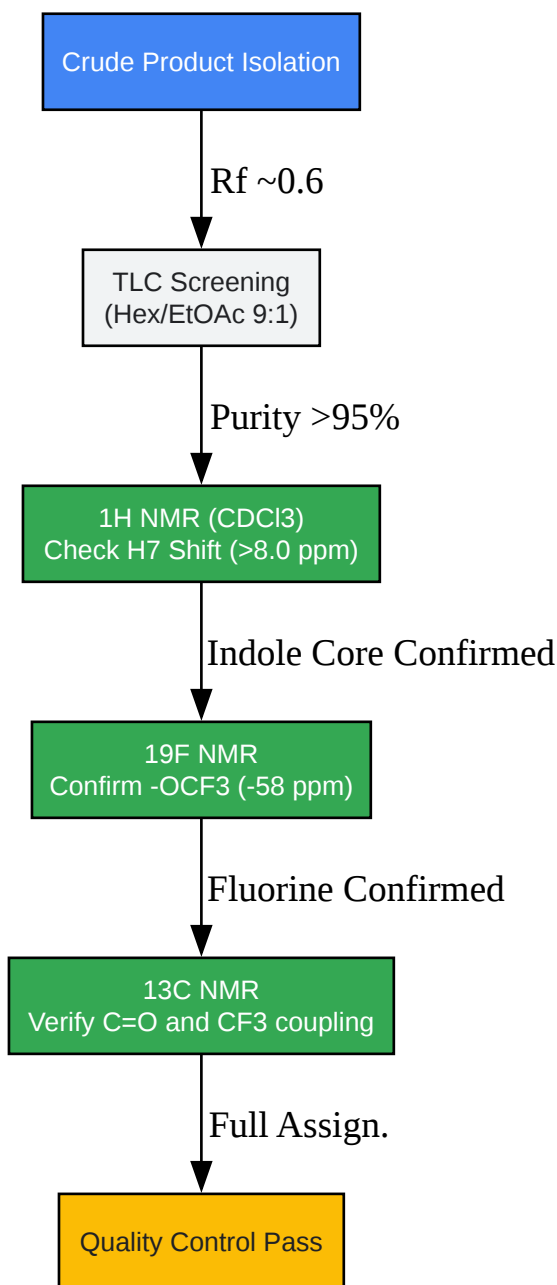 Crude Product Isolation
Rf ~0.6
TLC Screening
(Hex/EtOAc 9:1)
Purity >95%
1H NMR (CDCl3)
Check H7 Shift (>8.0 ppm)
Indole Core Confirmed
19F NMR
Confirm -OCF3 (-58 ppm)
Fluorine Confirmed
13C NMR
Verify C=O and CF3 coupling
Full Assign.
Quality Control Pass